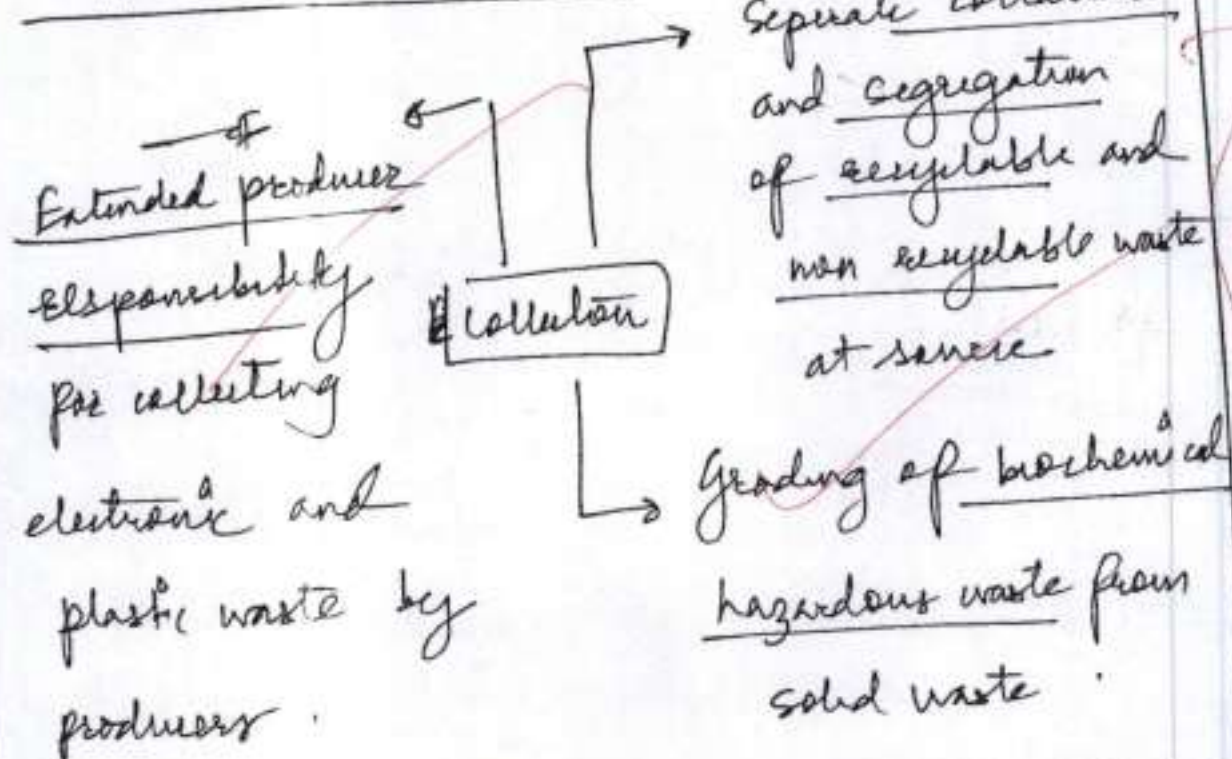 Seperate
and segregation
of recyclable and
non recyclable waste
at source
Extended producer
responsibility
for collecting
electronic and
plastic waste by
producers.
Collection
Grading of biochemical
hazardous waste from
solid waste.